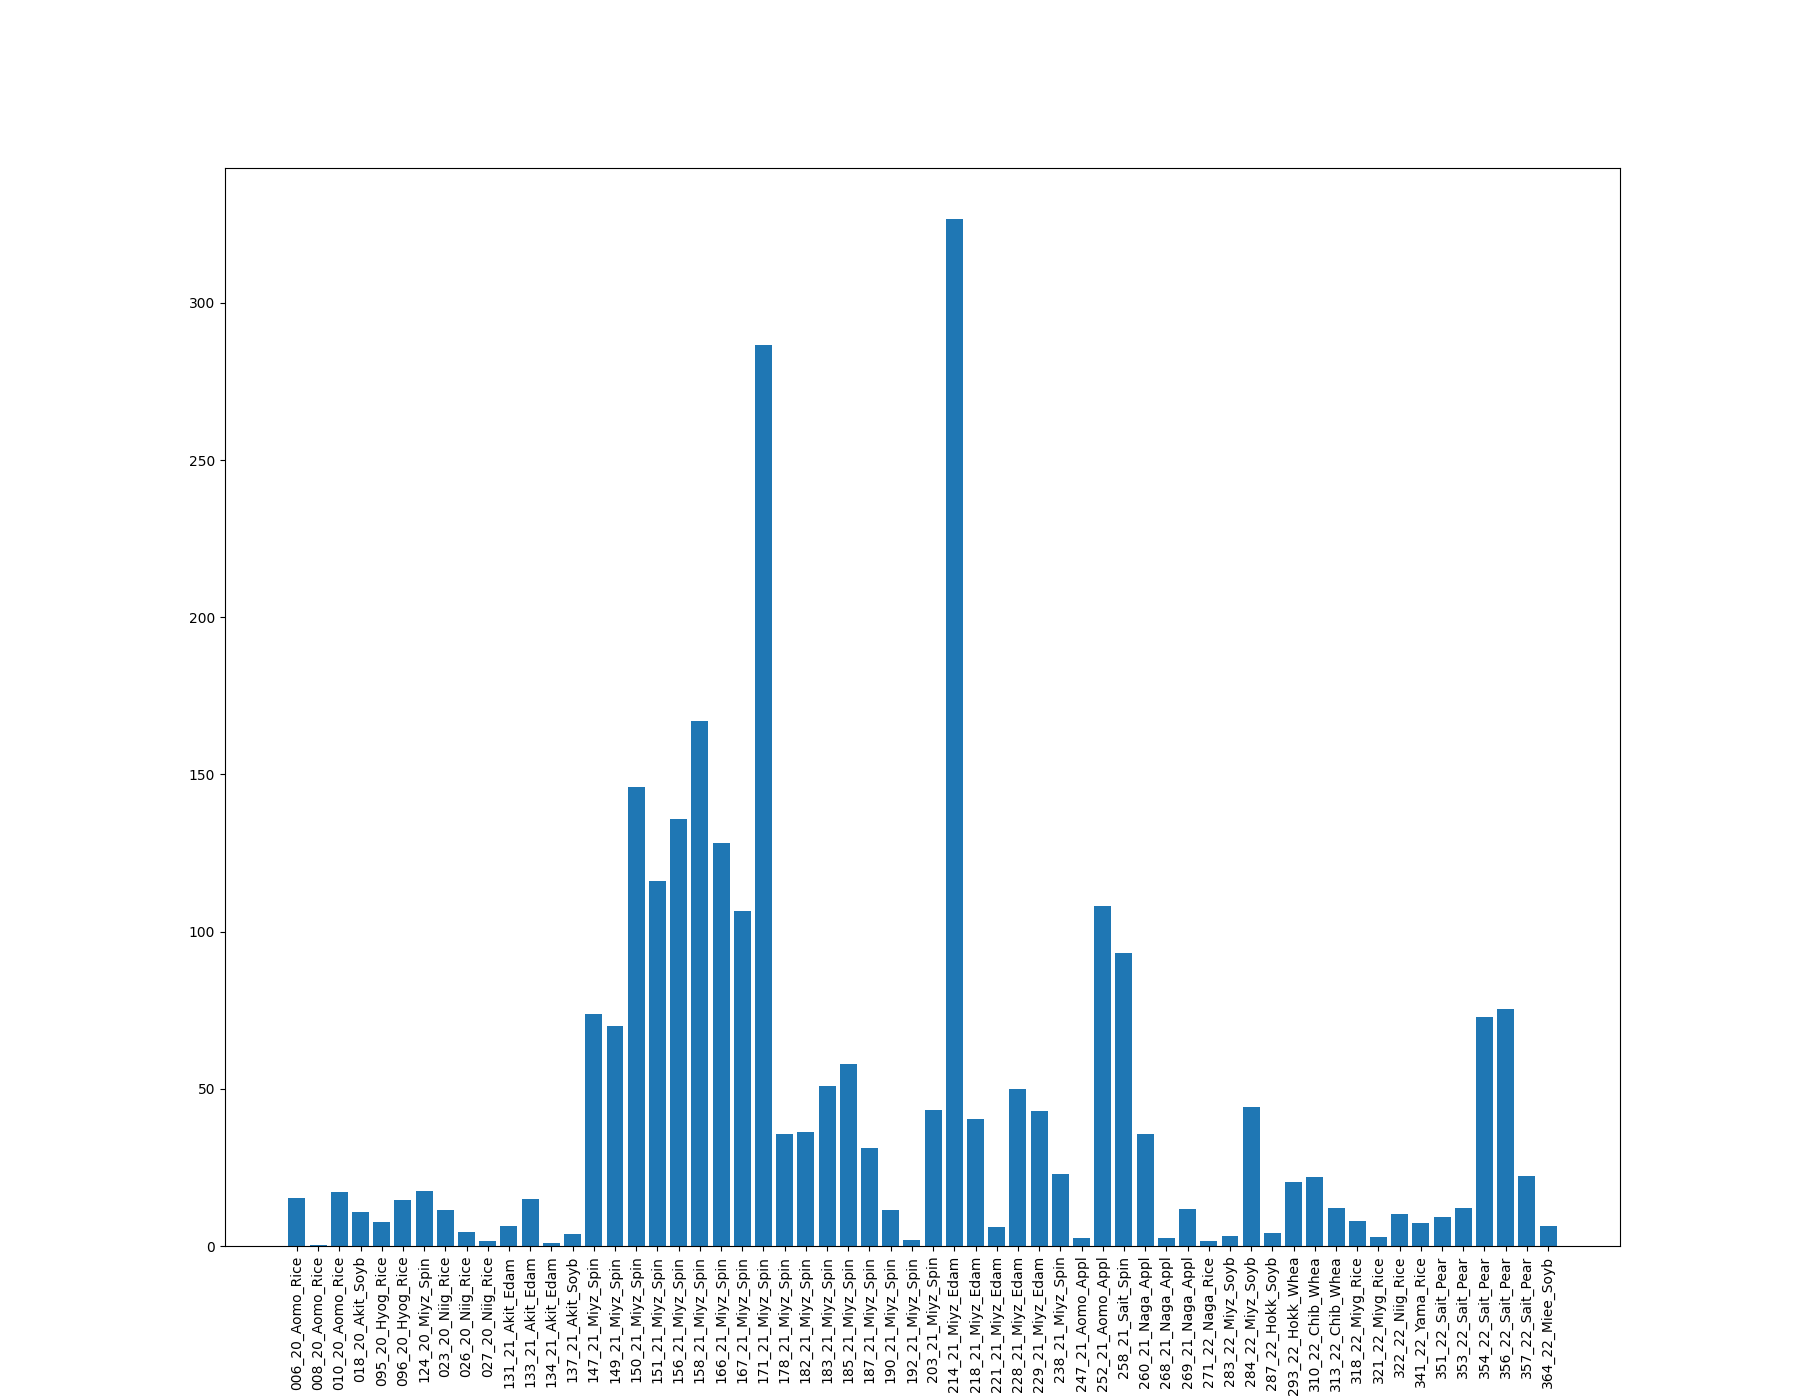 300
250
200
150
100
50
0
006_20_Aomo_Rice
008_20_Aomo_Rice
010_20_Aomo_Rice
018_20_Akit_Soyb
095_20_Hyog_Rice
096_20_Hyog_Rice
124_20_Miyz_Spin
023_20_Niig_Rice
026_20_Niig_Rice
027_20_Niig_Rice
131_21_Akit_Edam
133_21_Akit_Edam
134_21_Akit_Edam
137_21_Akit_Soyb
147_21_Miyz_Spin
149_21_Miyz_Spin
150_21_Miyz_Spin
151_21_Miyz_Spin
156_21_Miyz_Spin
158_21_Miyz_Spin
166_21_Miyz_Spin
167_21_Miyz_Spin
171_21_Miyz_Spin
178_21_Miyz_Spin
182_21_Miyz_Spin
183_21_Miyz_Spin
185_21_Miyz_Spin
187_21_Miyz_Spin
190_21_Miyz_Spin
192_21_Miyz_Spin
203_21_Miyz_Spin
214_21_Miyz_Edam
218_21_Miyz_Edam
221_21_Miyz_Edam
228_21_Miyz_Edam
229_21_Miyz_Edam
238_21_Miyz_Spin
247_21_Aomo_Appl
252_21_Aomo_Appl
258_21_Sait_Spin
260_21_Naga_Appl
268_21_Naga_Appl
269_21_Naga_Appl
271_22_Naga_Rice
283_22_Miyz_Soyb
284_22_Miyz_Soyb
287_22_Hokk_Soyb
293_22_Hokk_Whea
310_22_Chib_Whea
313_22_Chib_Whea
318_22_Miyg_Rice
321_22_Miyg_Rice
322_22_Niig_Rice
341_22_Yama_Rice
351_22_Sait_Pear
353_22_Sait_Pear
354_22_Sait_Pear
356_22_Sait_Pear
357_22_Sait_Pear
364_22_Miee_Soyb